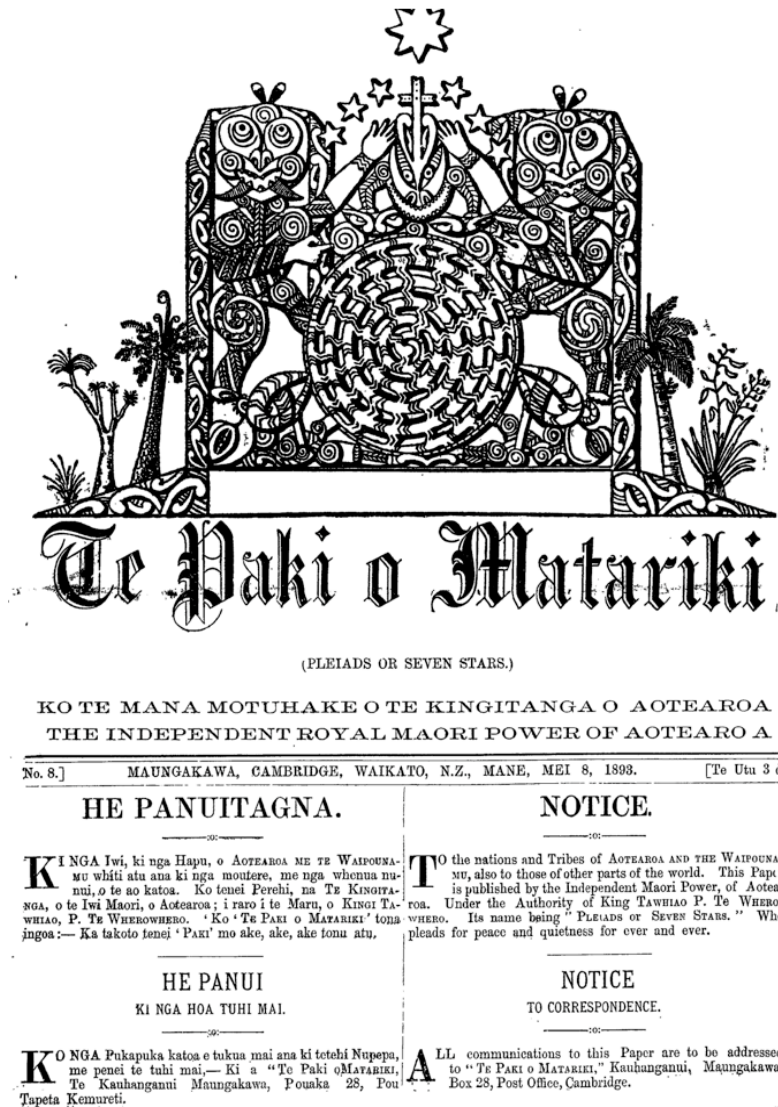 Te Paki o Matariki
(PLEIADS OR SEVEN STARS.)
KO TE MANA MOTUHAKE O TE KINGITANGA O AOTEAROA
THE INDEPENDENT ROYAL MAORI POWER OF AOTEARO A
No. 8.] MAUNGAKAWA, CAMBRIDGE, WAIKATO, N.Z., MANE, MEI 8, 1893. [Te Utu 3
HE PANUITAGNA.
KI NGA Iwi, ki nga Hapu, o AOTEAROA ME TE WAIPOUNA-
MU whiti atu ana ki nga moutere, me nga whenua nu-
nui, o te ao katoa. Ko tenei Perehi, na TE KINGITA-
NGA, o te Iwi Maori, o Aotearoa ; i raro i te Maru, o KINGI TA-
WHIAO, P. TE WHEROWHERO. ' Ko ' TE PAKI O MATARIKI ' tona
ingoa :— Ka takoto tenei ' PAKI' mo ake, ake, ake tonu atu.
HE PANUI
KI NGA HOA TUHI MAI.
KO NGA Pukapuka katoa e tukua mai ana ki tetehi Nupepa,
me penei te tuhi mai,— Ki a "Te Paki o MATARIKI,
Te Kauhanganui Maungakawa, Pouaka 28, Pou
Tapeta Kemureti.
NOTICE.
TO the nations and Tribes of AOTEAROA AND THE WAIPOUNA
MU, also to those of other parts of the world. This Pape
is published by the Independent Maori Power, of Aotea
roa. Under the Authority of King TAWHIAO P. TE WHERO
WHERO. Its name being " PLEIADS OR SEVEN STARS. " Wh
pleads for peace and quietness for ever and ever.
NOTICE
TO CORRESPONDENCE.
ALL communications to this Paper are to be addressed
to " TE PAKI O MATARIKI," Kauhanganui, Maungakawa
Box 28, Post Office, Cambridge.